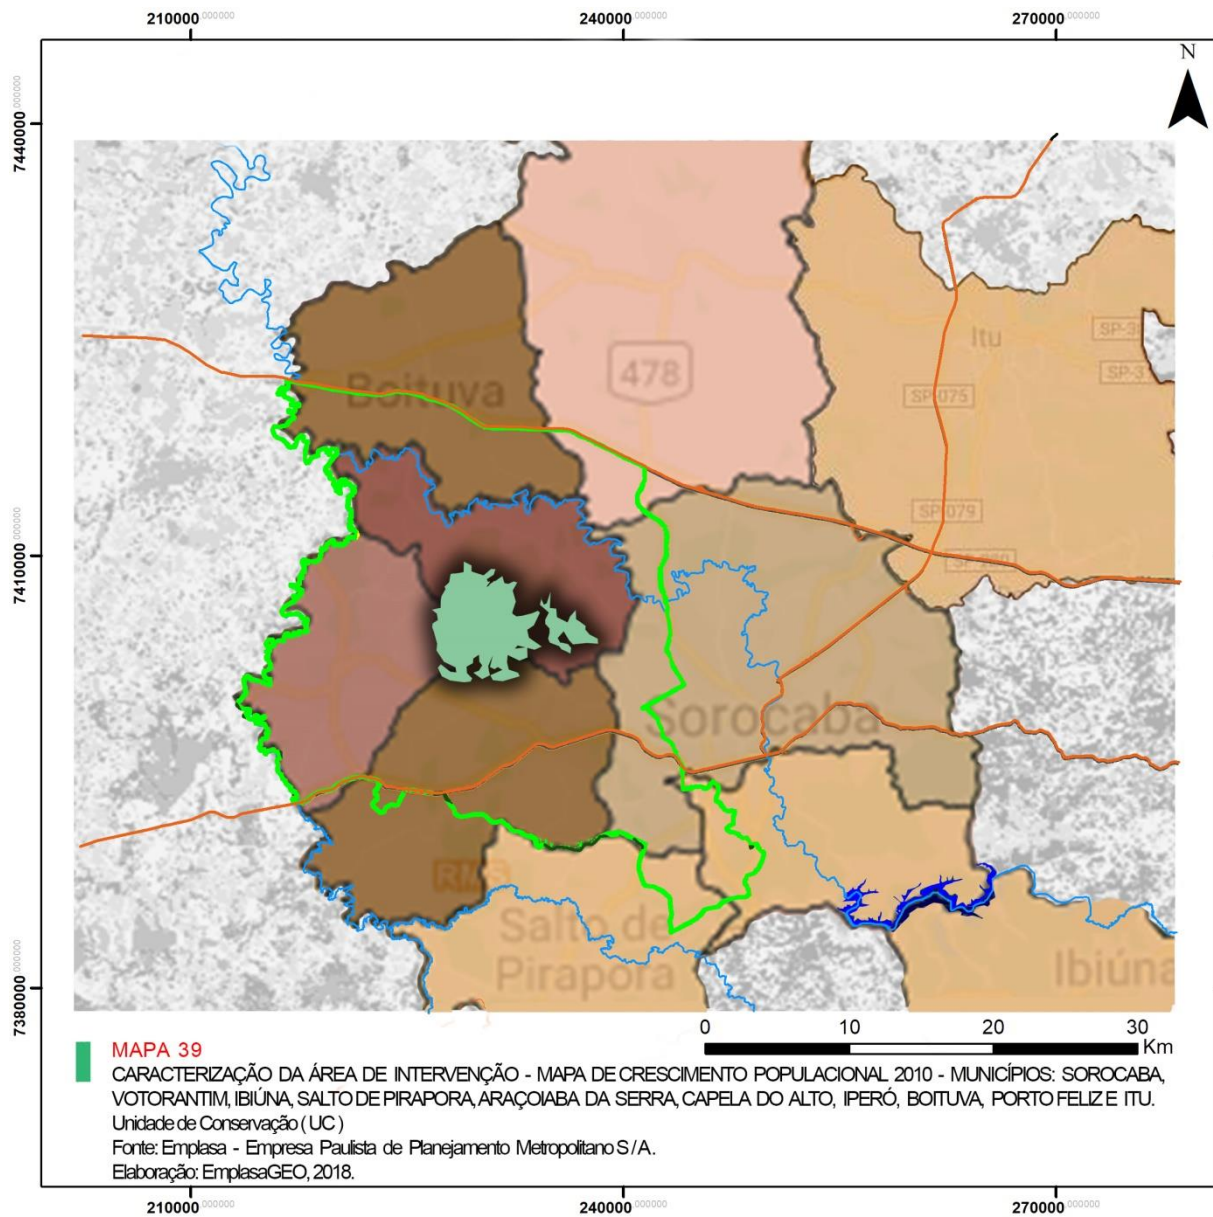 210000.000000 240000.000000 270000.000000
N
7440000.000000
Itu
SP-3
478
SP-3
Boituva
SP-075
SP-079
7410000.000000
SP-280
Sorocaba
RMS
Salto de
Pirapora
Ibiúna
7380000.000000
0 10 20 30
Km
MAPA 39
CARACTERIZAÇÃO DA ÁREA DE INTERVENÇÃO - MAPA DE CRESCIMENTO POPULACIONAL 2010 - MUNICÍPIOS: SOROCABA,
VOTORANTIM, IBIÚNA, SALTO DE PIRAPORA, ARAÇOIABA DA SERRA, CAPELA DO ALTO, IPERÓ, BOITUVA, PORTO FELIZ E ITU.
Unidade de Conservação ( UC )
Fonte: Emplasa - Empresa Paulista de Planejamento Metropolitano S / A.
Elaboração: EmplasaGEO, 2018.
210000.000000 240000.000000 270000.000000